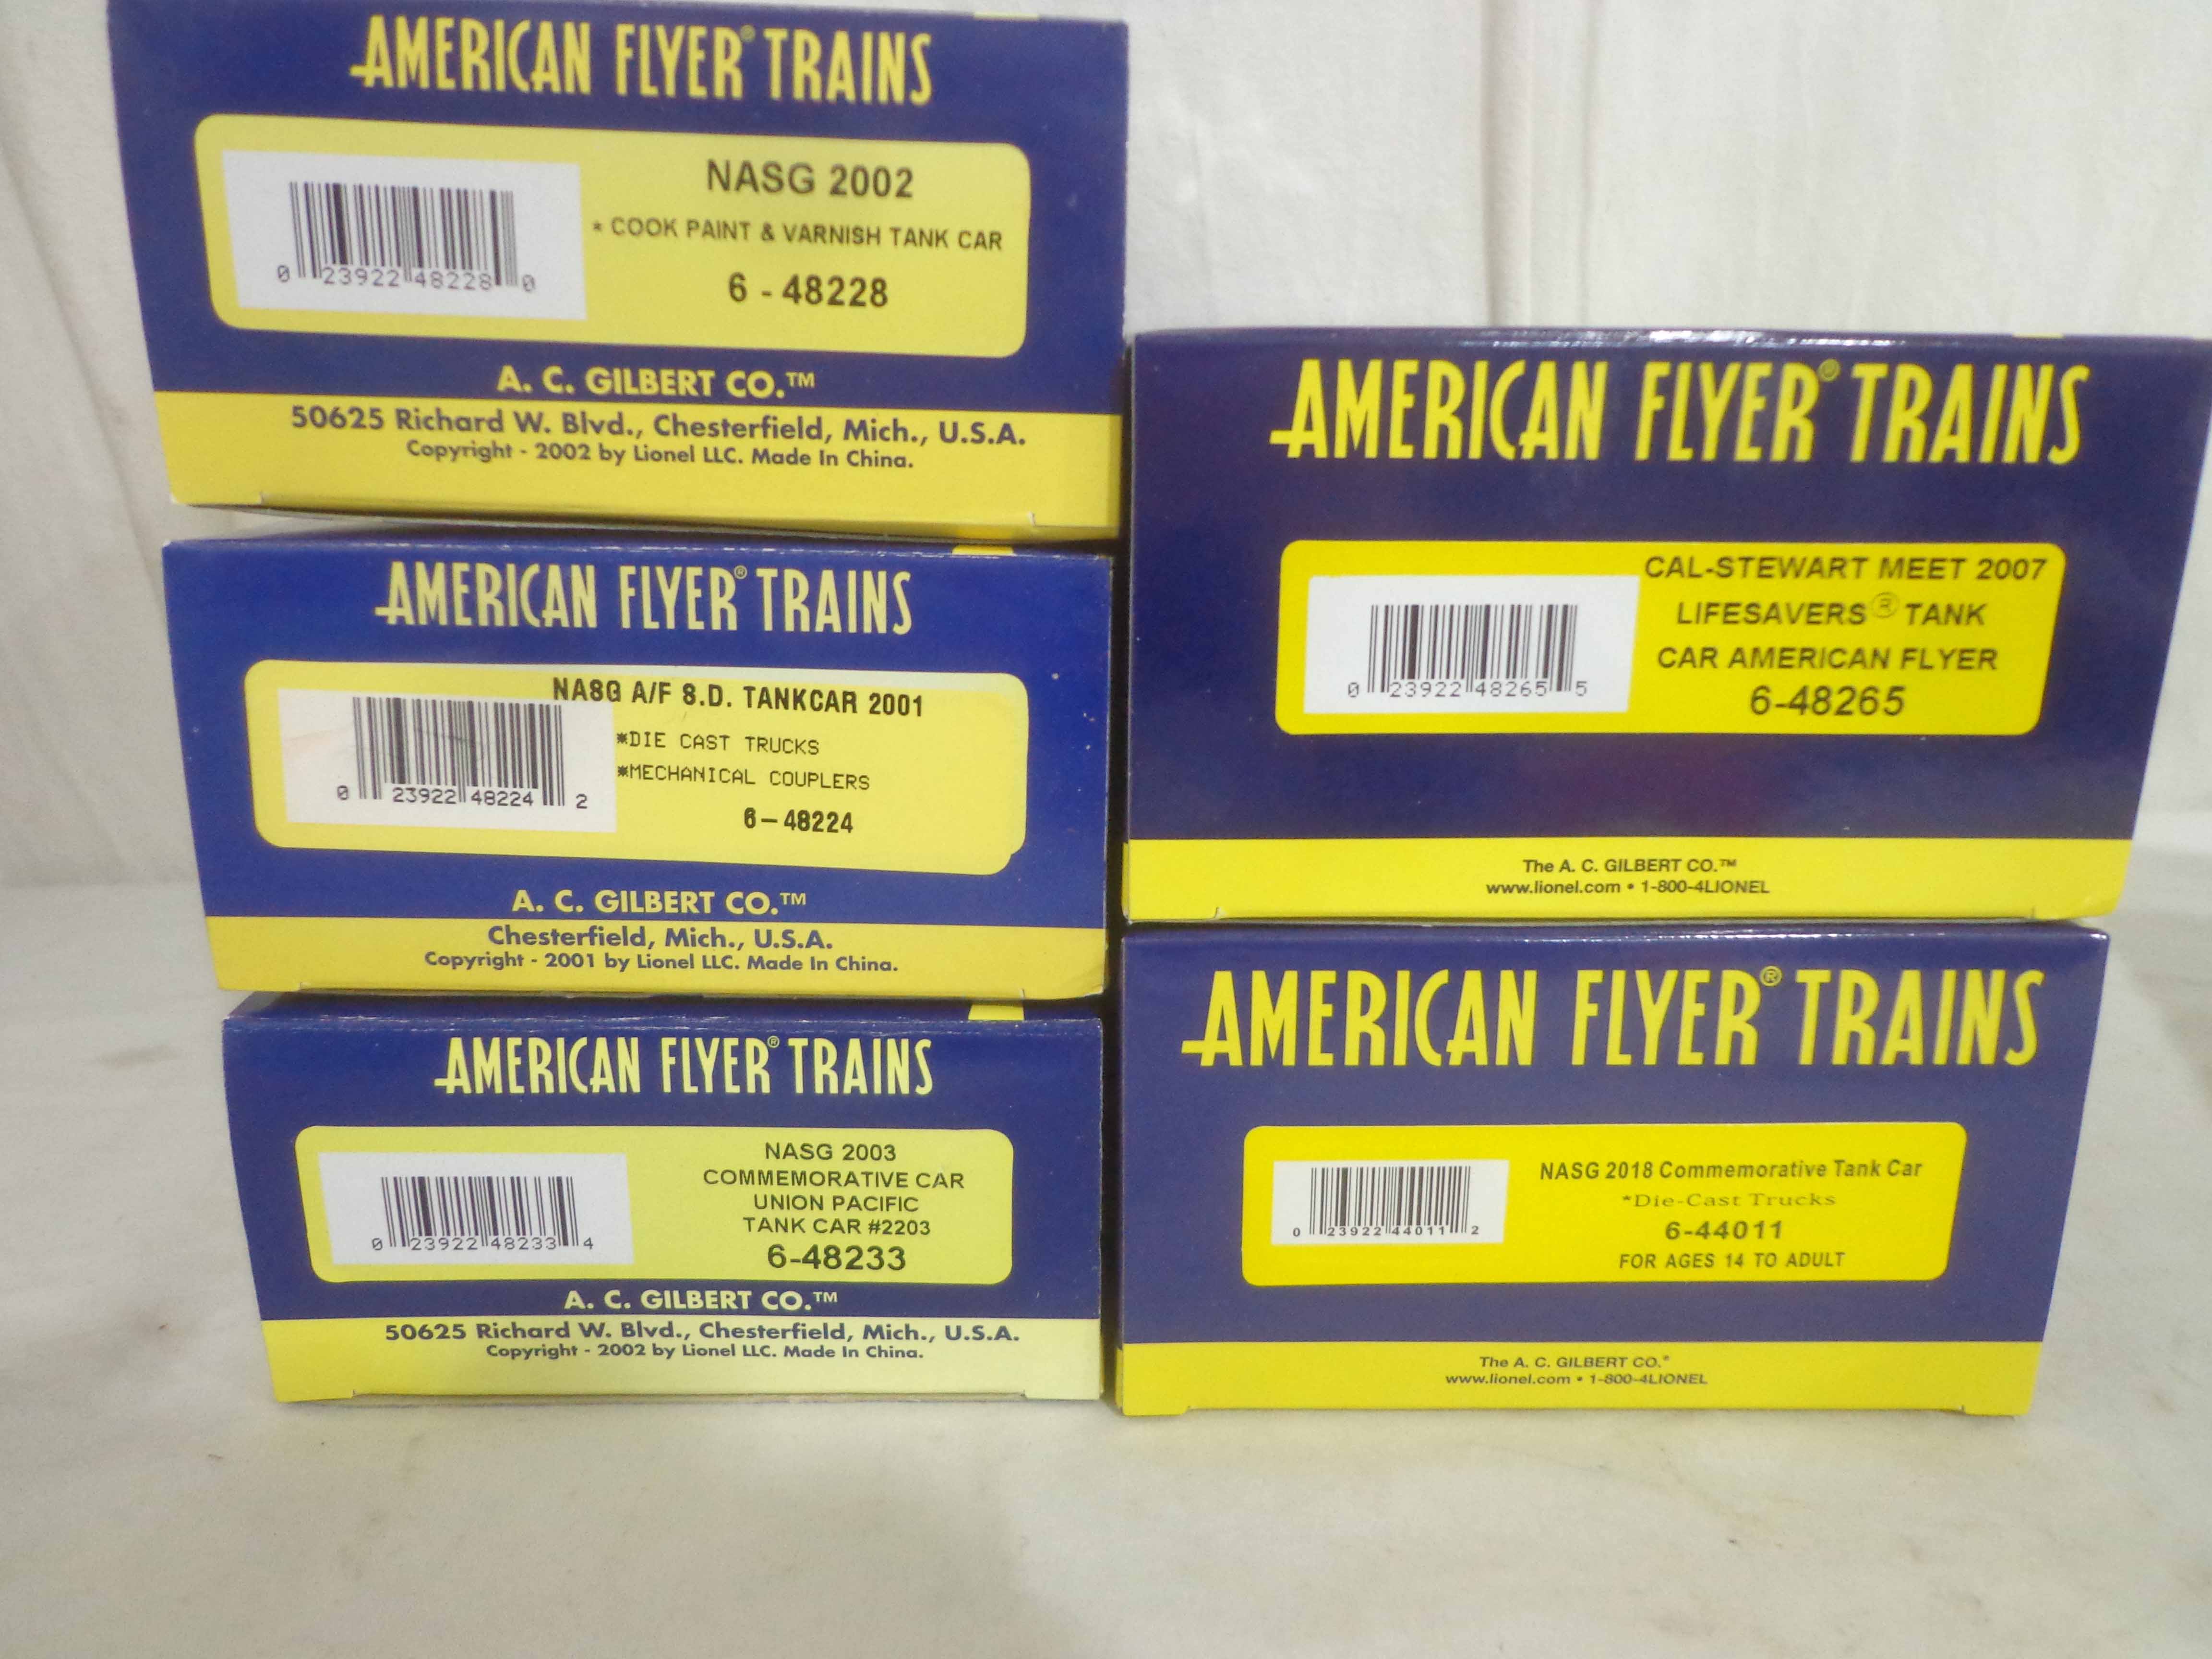 AMERICAN FLYER® TRAINS
NASG 2002
* COOK PAINT & VARNISH TANK CAR
6 - 48228
0 23922 48228 0
A. C. GILBERT CO.™
50625 Richard W. Blvd., Chesterfield, Mich., U.S.A.
Copyright - 2002 by Lionel LLC. Made In China.
AMERICAN FLYER® TRAINS
NASG A/F S.D. TANKCAR 2001
*DIE CAST TRUCKS
*MECHANICAL COUPLERS
6-48224
0 23922 48224 2
A. C. GILBERT CO.™
Chesterfield, Mich., U.S.A.
Copyright - 2001 by Lionel LLC. Made In China.
AMERICAN FLYER® TRAINS
NASG 2003
COMMEMORATIVE CAR
UNION PACIFIC
TANK CAR #2203
6-48233
0 23922 48233 4
A. C. GILBERT CO.™
50625 Richard W. Blvd., Chesterfield, Mich., U.S.A.
Copyright - 2002 by Lionel LLC. Made In China.
AMERICAN FLYER® TRAINS
CAL-STEWART MEET 2007
LIFESAVERS® TANK
CAR AMERICAN FLYER
6-48265
0 23922 48265 5
The A. C. GILBERT CO.™
www.lionel.com • 1-800-4LIONEL
AMERICAN FLYER® TRAINS
NASG 2018 Commemorative Tank Car
*Die-Cast Trucks
6-44011
FOR AGES 14 TO ADULT
0 23922 44011 2
The A. C. GILBERT CO.®
www.lionel.com • 1-800-4LIONEL